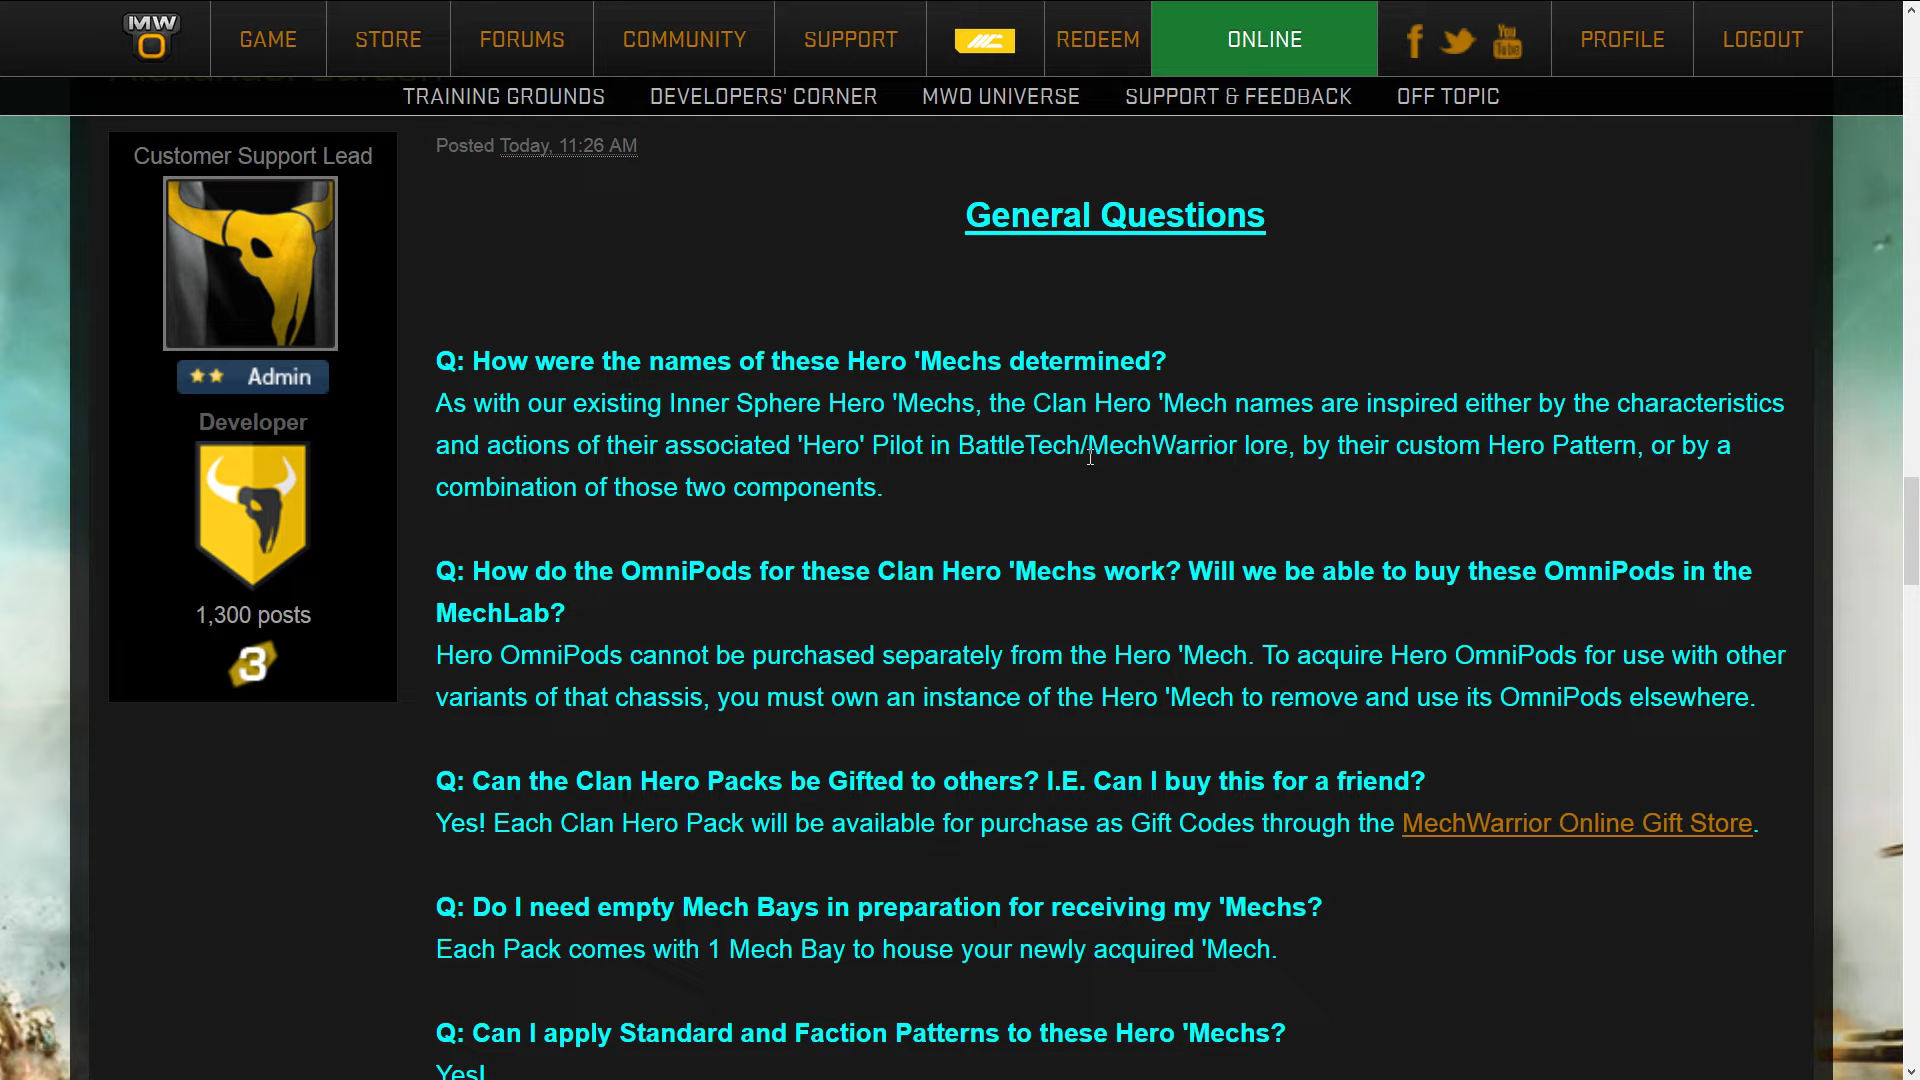 MW
O
GAME
STORE
FORUMS
COMMUNITY
SUPPORT
MC
REDEEM
ONLINE
f
You
Tube
PROFILE
LOGOUT
TRAINING GROUNDS
DEVELOPERS' CORNER
MWO UNIVERSE
SUPPORT & FEEDBACK
OFF TOPIC
Customer Support Lead
Admin
Developer
1,300 posts
3
Posted Today, 11:26 AM
General Questions
Q: How were the names of these Hero 'Mechs determined?
As with our existing Inner Sphere Hero 'Mechs, the Clan Hero 'Mech names are inspired either by the characteristics
and actions of their associated 'Hero' Pilot in BattleTech/MechWarrior lore, by their custom Hero Pattern, or by a
combination of those two components.
Q: How do the OmniPods for these Clan Hero 'Mechs work? Will we be able to buy these OmniPods in the
MechLab?
Hero OmniPods cannot be purchased separately from the Hero 'Mech. To acquire Hero OmniPods for use with other
variants of that chassis, you must own an instance of the Hero 'Mech to remove and use its OmniPods elsewhere.
Q: Can the Clan Hero Packs be Gifted to others? I.E. Can I buy this for a friend?
Yes! Each Clan Hero Pack will be available for purchase as Gift Codes through the MechWarrior Online Gift Store.
Q: Do I need empty Mech Bays in preparation for receiving my 'Mechs?
Each Pack comes with 1 Mech Bay to house your newly acquired 'Mech.
Q: Can I apply Standard and Faction Patterns to these Hero 'Mechs?
Yes!